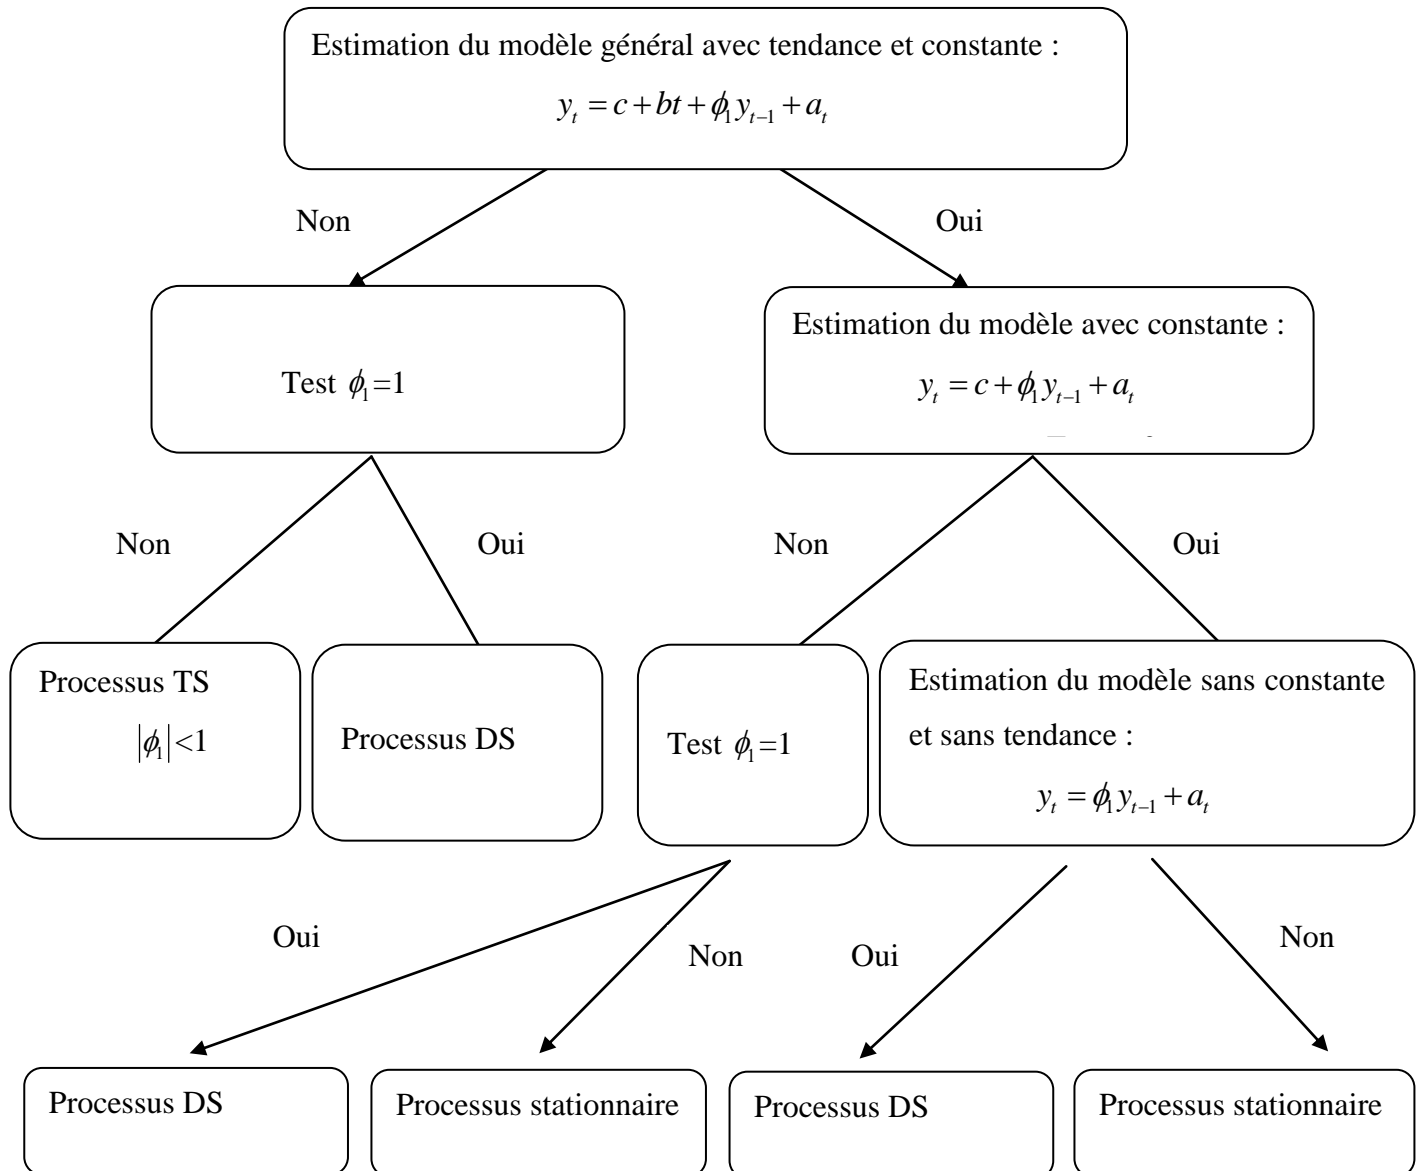 Estimation du modèle général avec tendance et constante :
y_t = c + bt + ϕ_1 y_{t−1} + a_t
Non
Oui
Test ϕ_1=1
Estimation du modèle avec constante :
y_t = c + ϕ_1 y_{t−1} + a_t
Non
Oui
Non
Oui
Processus TS
|ϕ_1|<1
Processus DS
Test ϕ_1=1
Estimation du modèle sans constante
et sans tendance :
y_t = ϕ_1 y_{t−1} + a_t
Oui
Non
Oui
Non
Processus DS
Processus stationnaire
Processus DS
Processus stationnaire